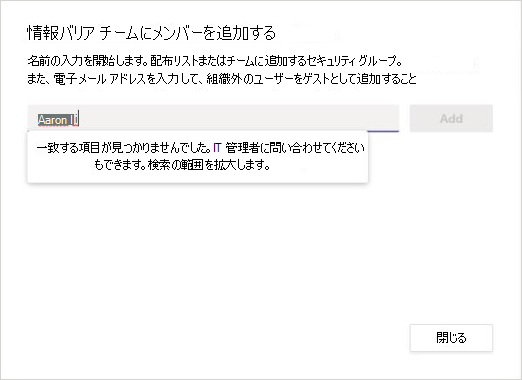 情報バリア チームにメンバーを追加する
名前の入力を開始します。配布リストまたはチームに追加するセキュリティ グループ。
また、電子メール アドレスを入力して、組織外のユーザーをゲストとして追加すること
Aaron Ili
Add
一致する項目が見つかりませんでした。IT 管理者に問い合わせてください
もできます。検索の範囲を拡大します。
閉じる